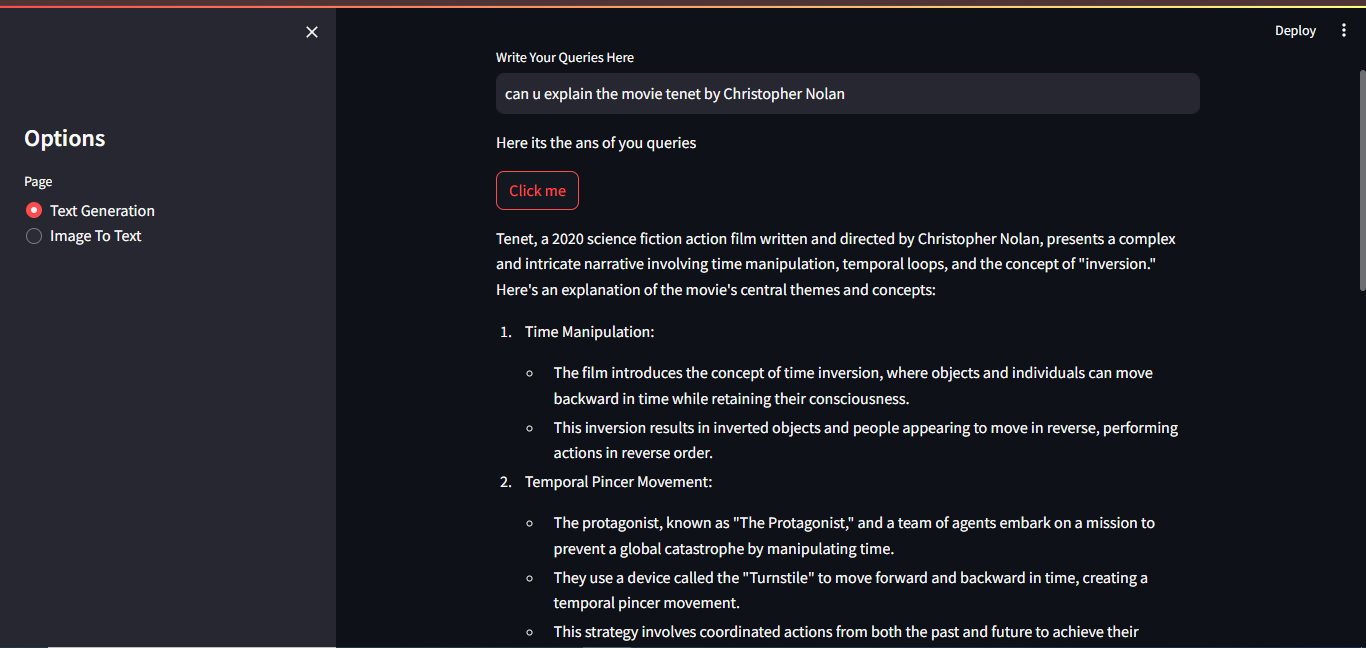 Deploy
Options
Page
Text Generation
Image To Text
Write Your Queries Here
can u explain the movie tenet by Christopher Nolan
Here its the ans of you queries
Click me
Tenet, a 2020 science fiction action film written and directed by Christopher Nolan, presents a complex
and intricate narrative involving time manipulation, temporal loops, and the concept of "inversion."
Here's an explanation of the movie's central themes and concepts:
1. Time Manipulation:
The film introduces the concept of time inversion, where objects and individuals can move
backward in time while retaining their consciousness.
This inversion results in inverted objects and people appearing to move in reverse, performing
actions in reverse order.
2. Temporal Pincer Movement:
The protagonist, known as "The Protagonist," and a team of agents embark on a mission to
prevent a global catastrophe by manipulating time.
They use a device called the "Turnstile" to move forward and backward in time, creating a
temporal pincer movement.
This strategy involves coordinated actions from both the past and future to achieve their